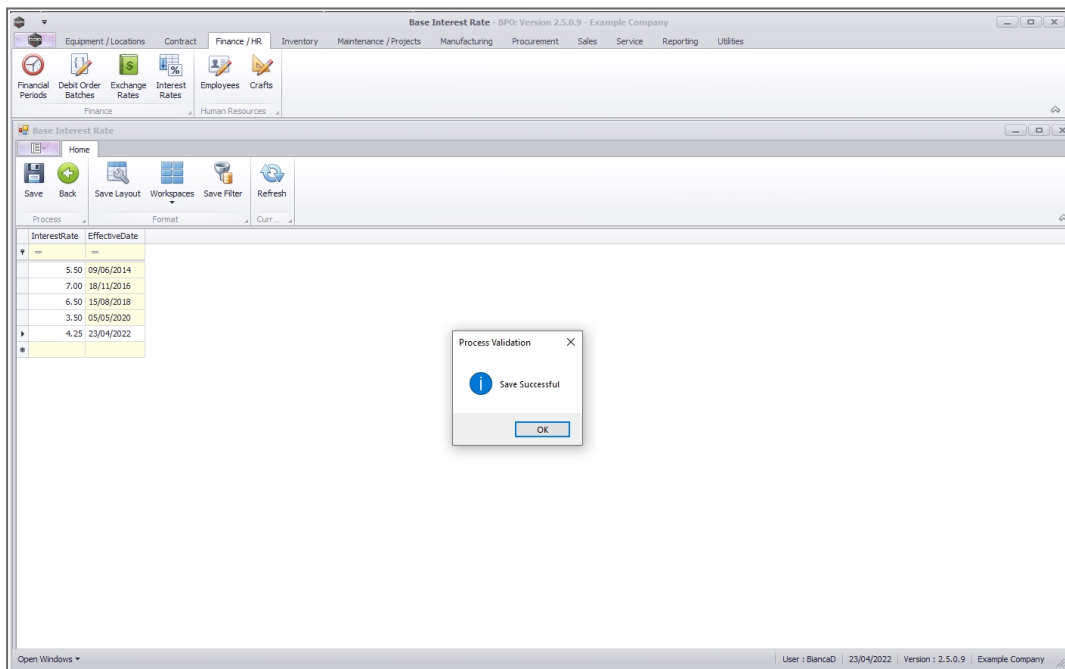 Base Interest Rate - BPO: Version 2.5.0.9 - Example Company
Equipment / Locations Contract Finance / HR Inventory Maintenance / Projects Manufacturing Procurement Sales Service Reporting Utilities
Financial Periods Debit Order Batches Exchange Rates Interest Rates Employees Crafts
Finance Human Resources
Base Interest Rate
Home
Save Back Save Layout Workspaces Save Filter Refresh
Process Format Curr...
InterestRate EffectiveDate
= =
5.50 09/06/2014
7.00 18/11/2016
6.50 15/08/2018
3.50 05/05/2020
4.25 23/04/2022
Process Validation
Save Successful
OK
Open Windows User : BiancaD 23/04/2022 Version : 2.5.0.9 Example Company